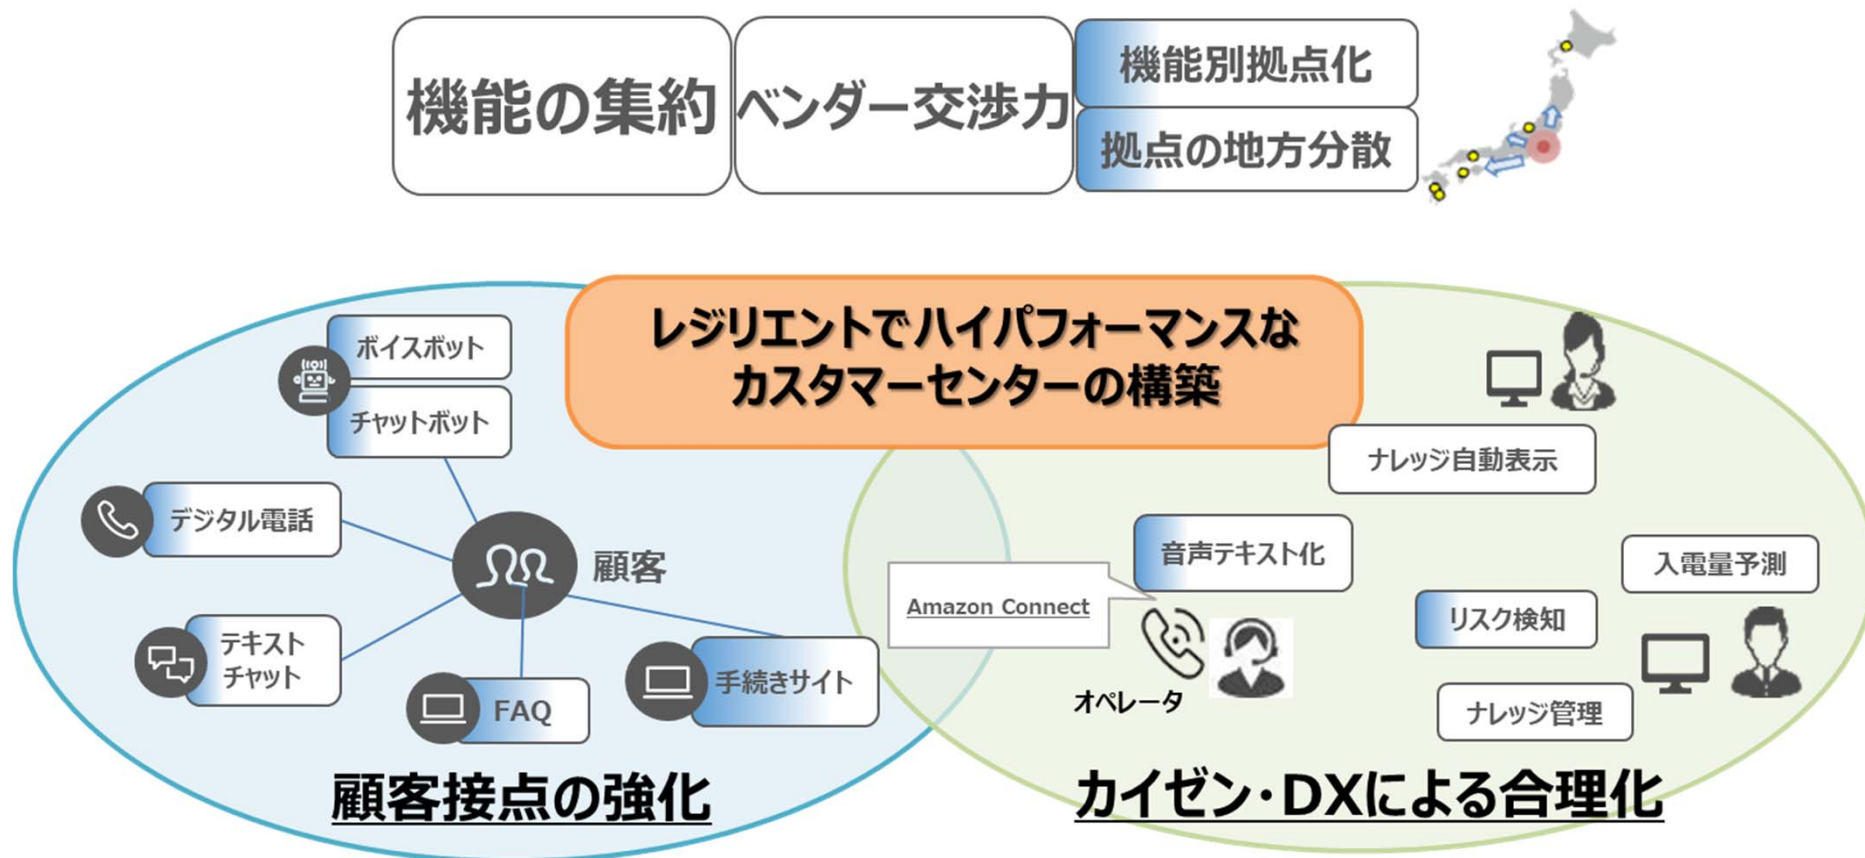 機能の集約
ベンダー交渉力
機能別拠点化
拠点の地方分散
レジリエントでハイパフォーマンスな
カスタマーセンターの構築
ボイスボット
チャットボット
デジタル電話
顧客
テキスト
チャット
FAQ
手続きサイト
顧客接点の強化
ナレッジ自動表示
音声テキスト化
Amazon Connect
オペレータ
入電量予測
リスク検知
ナレッジ管理
カイゼン・DXによる合理化